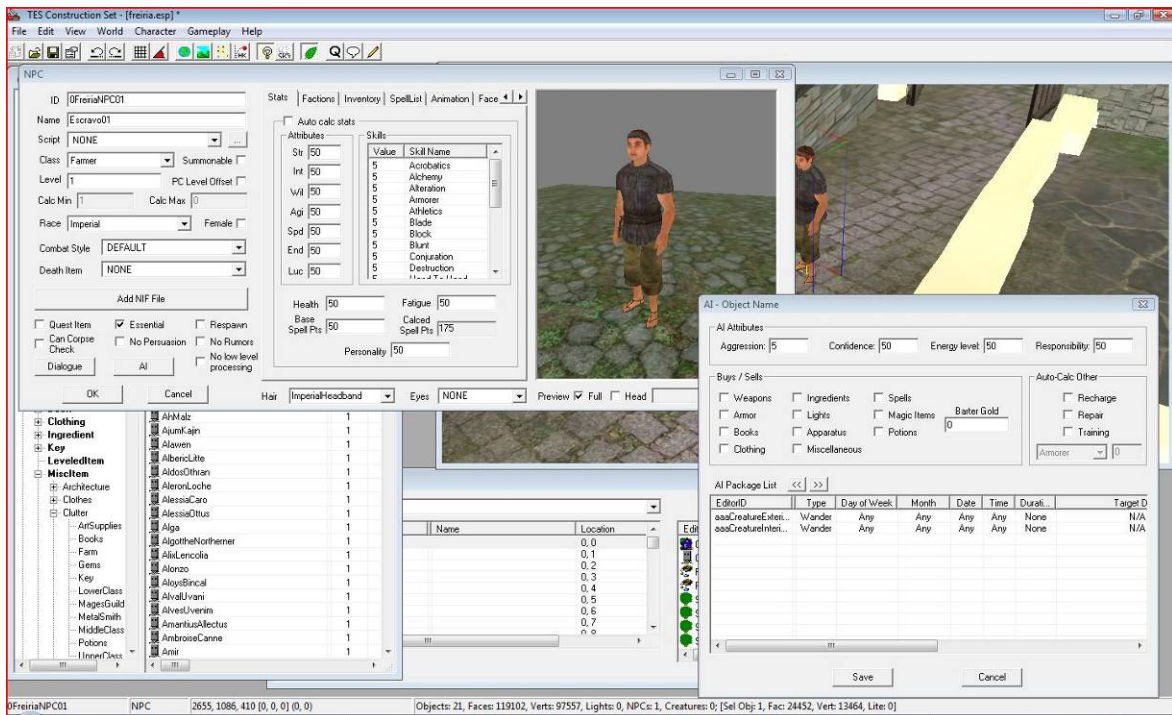 TES Construction Set - [freiria.esp] *
File Edit View World Character Gameplay Help
NPC
ID 0FreiriaNPC01
Name Escravo01
Script NONE ...
Class Farmer Summonable
Level 1 PC Level Offset
Calc Min 1 Calc Max 0
Race Imperial Female
Combat Style DEFAULT
Death Item NONE
Add NIF File
Quest Item Essential Respawn
Can Corpse Check No Persuasion No Rumors
Dialogue AI No low level processing
OK Cancel
Stats Factions Inventory SpellList Animation Face
Auto calc stats
Attributes
Str 50
Int 50
Wil 50
Agi 50
Spd 50
End 50
Luc 50
Skills
Value Skill Name
5 Acrobatics
5 Alchemy
5 Alteration
5 Armorer
5 Athletics
5 Blade
5 Block
5 Blunt
5 Conjuration
5 Destruction
Health 50 Fatigue 50
Base Spell Pts 50 Calced Spell Pts 175
Personality 50
Hair ImperialHeadband Eyes NONE Preview Full Head
AI - Object Name
AI Attributes
Aggression: 5 Confidence: 50 Energy level: 50 Responsibility: 50
Buys / Sells
Weapons Ingredients Spells
Armor Lights Magic Items
Books Apparatus Potions
Clothing Miscellaneous
Barter Gold
0
Auto-Calc Other
Recharge
Repair
Training
Armorer 0
AI Package List << >>
EditorID Type Day of Week Month Date Time Durati... Target D
aaaCreatureExteri... Wander Any Any Any Any None N/A
aaaCreatureInteri... Wander Any Any Any Any None N/A
Save Cancel
Clothing
Ingredient
Key
LeveledItem
MiscItem
Architecture
Clothes
Clutter
ArtSupplies
Books
Farm
Gems
Key
LowerClass
MagesGuild
MetalSmith
MiddleClass
Potions
UpperClass
AhMalz 1
AjumKajin 1
Alawen 1
AlbericLitte 1
AldosOthran 1
AleronLoche 1
AlessiaCaro 1
AlessiaOttus 1
Alga 1
AlgottheNortherner 1
AlixLencolia 1
Alonzo 1
AloysBincal 1
AlvalUvani 1
AlvesUvenim 1
AmantiusAllectus 1
AmbroiseCanne 1
Amir 1
Name Location
0, 0
0, 1
0, 2
0, 3
0, 4
0, 5
0, 6
0, 7
0, 8
0FreiriaNPC01 NPC 2655, 1086, 410 [0, 0, 0] (0, 0) Objects: 21, Faces: 119102, Verts: 97557, Lights: 0, NPCs: 1, Creatures: 0; [Sel Obj: 1, Fac: 24452, Vert: 13464, Lite: 0]